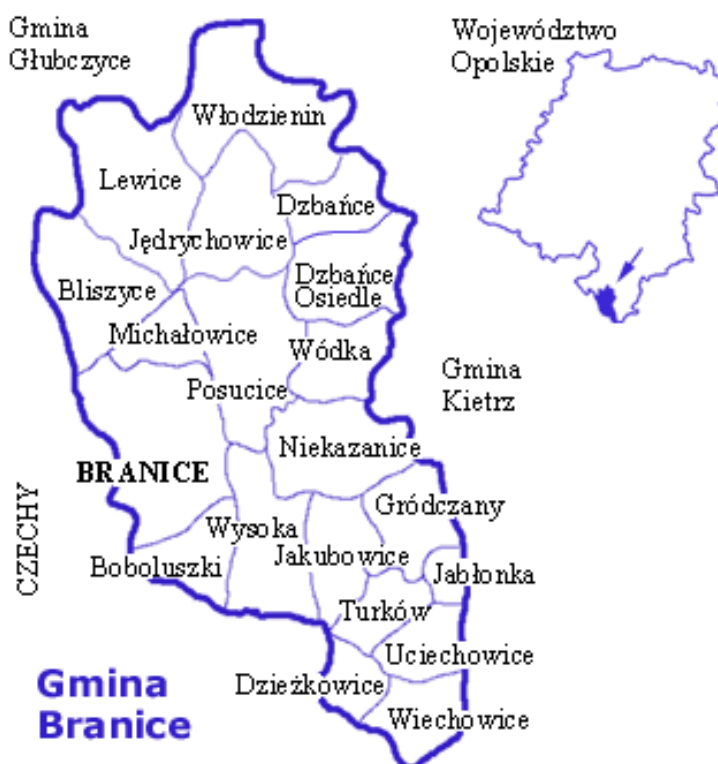 Gmina
Głubczyce
Województwo
Opolskie
Włodzienin
Lewice
Dzbańce
Jędrychowice
Dzbańce
Osiedle
Bliszyce
Michałowice
Wódka
Posucice
Gmina
Kietrz
Niekazanice
BRANICE
Gródczany
CZECHY
Wysoka
Jakubowice
Boboluszki
Jabłonka
Turków
Uciechowice
Dzieżkowice
Wiechowice
Gmina
Branice